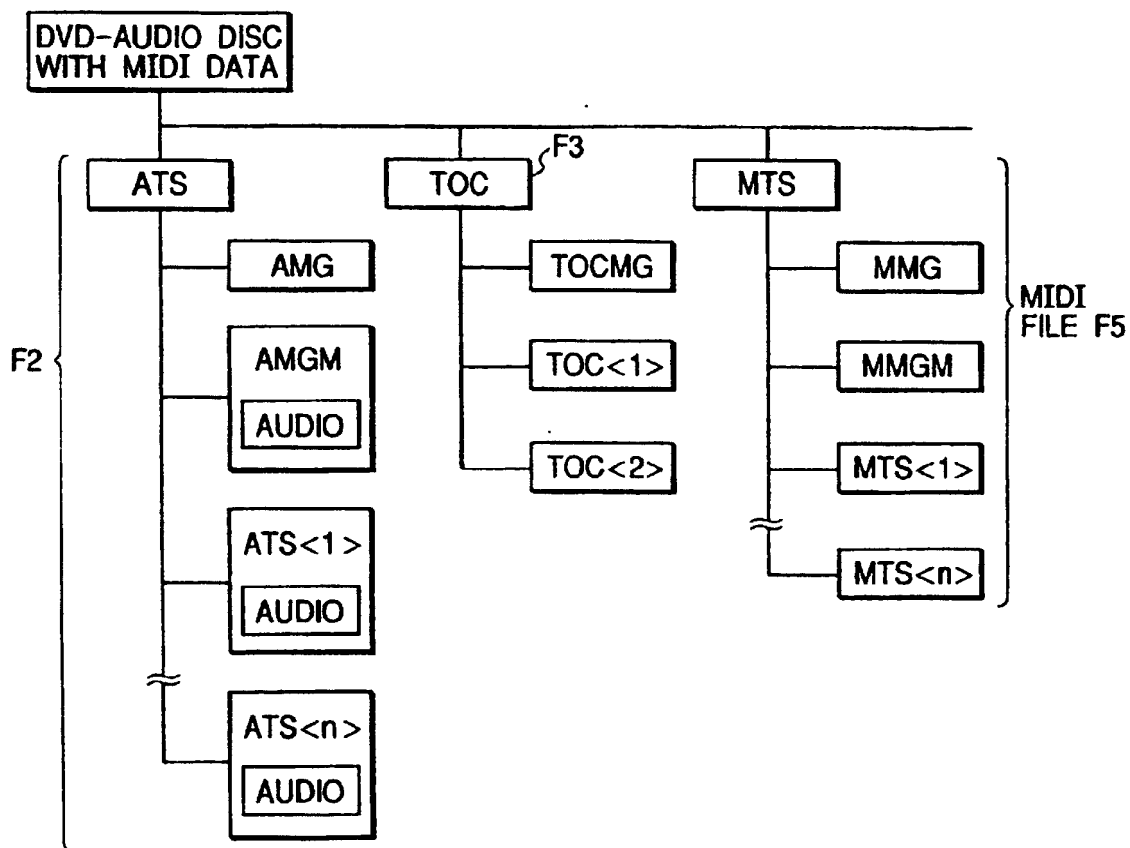 DVD-AUDIO DISC
WITH MIDI DATA
F3
ATS
TOC
MTS
AMG
TOCMG
MMG
MIDI
FILE F5
F2
AMGM
AUDIO
TOC<1>
MMGM
TOC<2>
MTS<1>
ATS<1>
AUDIO
MTS<n>
ATS<n>
AUDIO